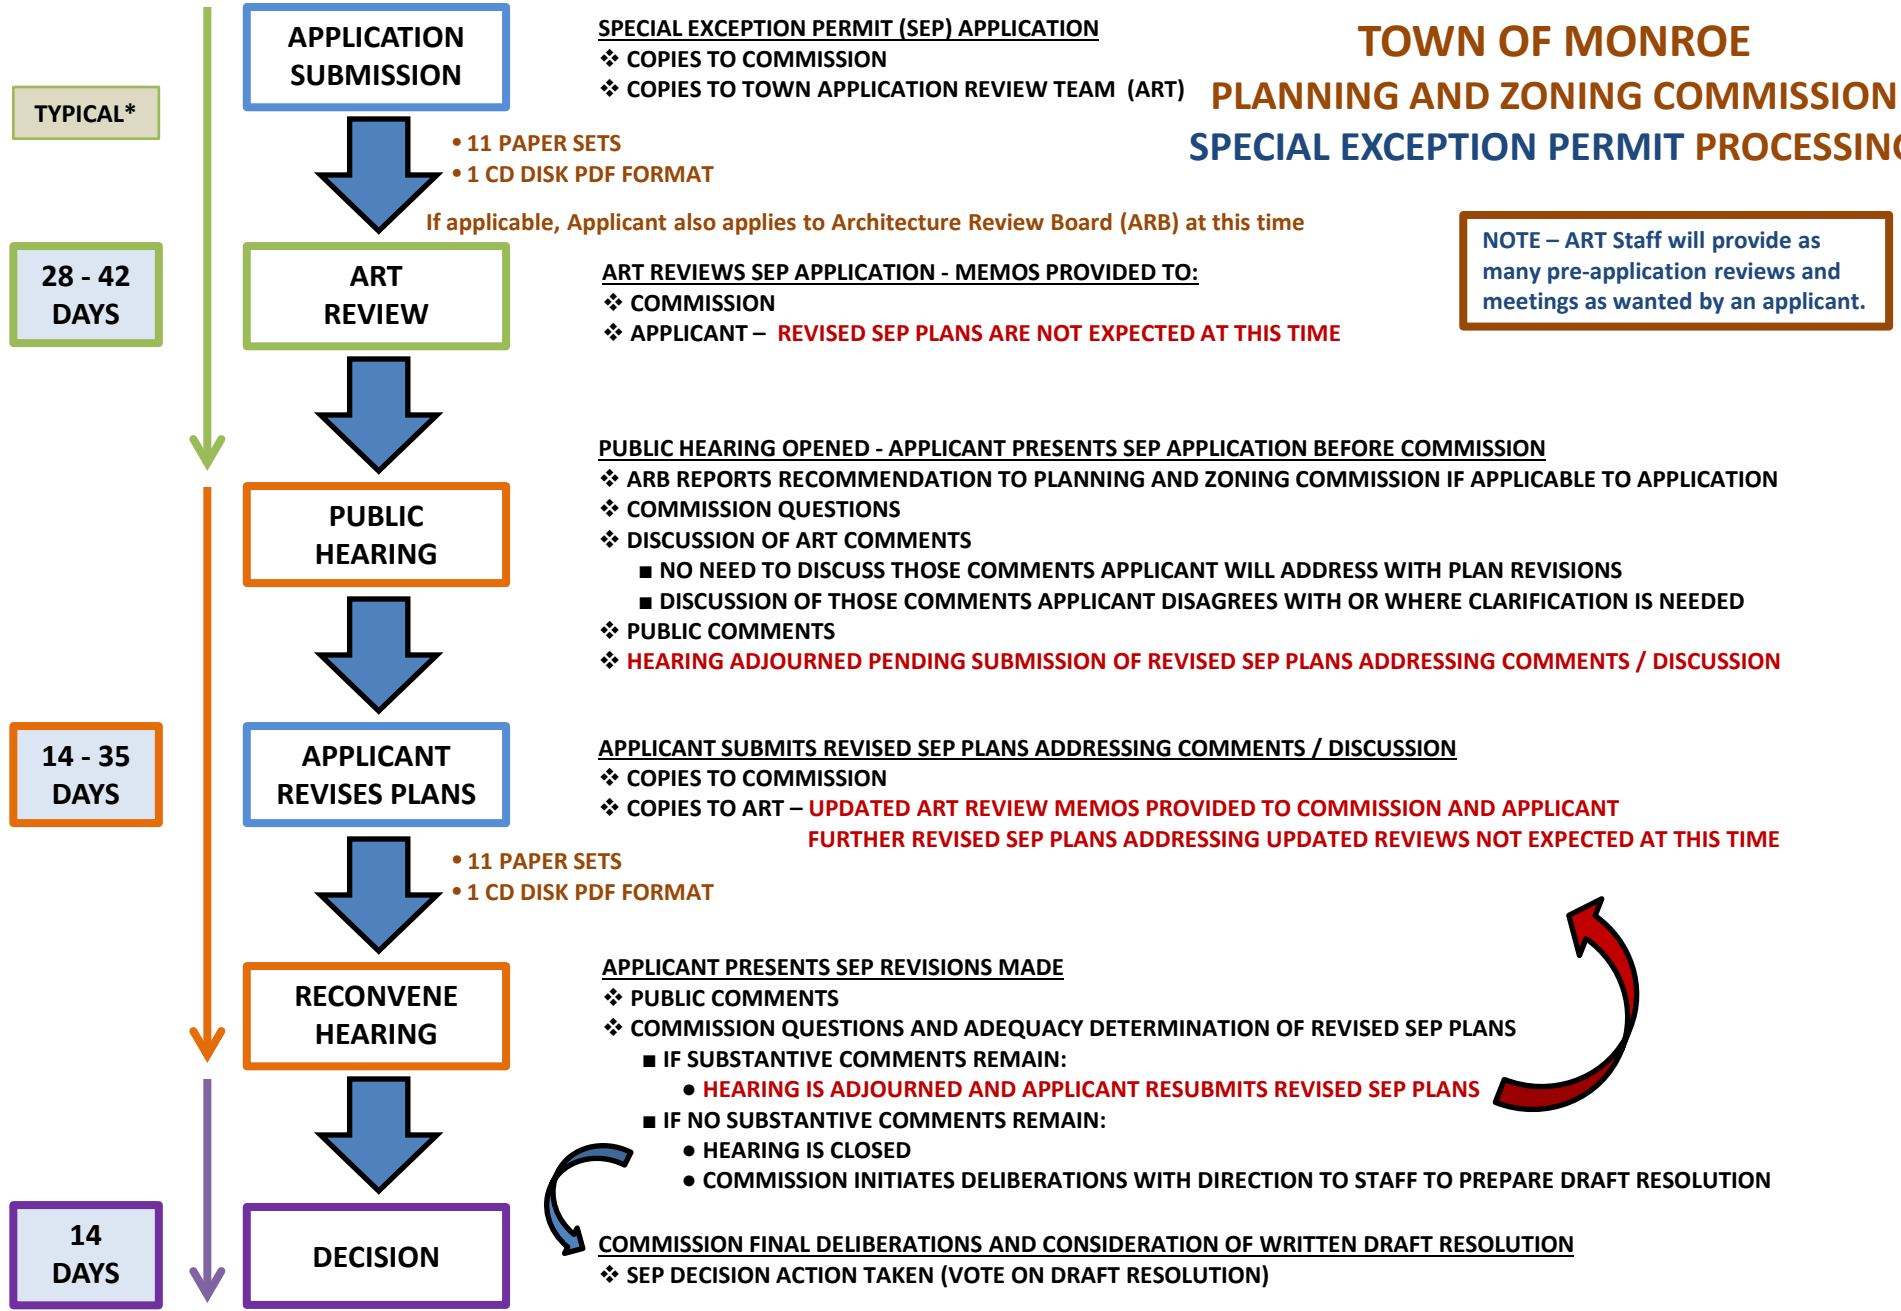 TOWN OF MONROE
PLANNING AND ZONING COMMISSION
SPECIAL EXCEPTION PERMIT PROCESSING
TYPICAL*
APPLICATION
SUBMISSION
SPECIAL EXCEPTION PERMIT (SEP) APPLICATION
❖ COPIES TO COMMISSION
❖ COPIES TO TOWN APPLICATION REVIEW TEAM (ART)
• 11 PAPER SETS
• 1 CD DISK PDF FORMAT
If applicable, Applicant also applies to Architecture Review Board (ARB) at this time
NOTE – ART Staff will provide as
many pre-application reviews and
meetings as wanted by an applicant.
28 - 42
DAYS
ART
REVIEW
ART REVIEWS SEP APPLICATION - MEMOS PROVIDED TO:
❖ COMMISSION
❖ APPLICANT – REVISED SEP PLANS ARE NOT EXPECTED AT THIS TIME
PUBLIC
HEARING
PUBLIC HEARING OPENED - APPLICANT PRESENTS SEP APPLICATION BEFORE COMMISSION
❖ ARB REPORTS RECOMMENDATION TO PLANNING AND ZONING COMMISSION IF APPLICABLE TO APPLICATION
❖ COMMISSION QUESTIONS
❖ DISCUSSION OF ART COMMENTS
■ NO NEED TO DISCUSS THOSE COMMENTS APPLICANT WILL ADDRESS WITH PLAN REVISIONS
■ DISCUSSION OF THOSE COMMENTS APPLICANT DISAGREES WITH OR WHERE CLARIFICATION IS NEEDED
❖ PUBLIC COMMENTS
❖ HEARING ADJOURNED PENDING SUBMISSION OF REVISED SEP PLANS ADDRESSING COMMENTS / DISCUSSION
14 - 35
DAYS
APPLICANT
REVISES PLANS
APPLICANT SUBMITS REVISED SEP PLANS ADDRESSING COMMENTS / DISCUSSION
❖ COPIES TO COMMISSION
❖ COPIES TO ART – UPDATED ART REVIEW MEMOS PROVIDED TO COMMISSION AND APPLICANT
FURTHER REVISED SEP PLANS ADDRESSING UPDATED REVIEWS NOT EXPECTED AT THIS TIME
• 11 PAPER SETS
• 1 CD DISK PDF FORMAT
RECONVENE
HEARING
APPLICANT PRESENTS SEP REVISIONS MADE
❖ PUBLIC COMMENTS
❖ COMMISSION QUESTIONS AND ADEQUACY DETERMINATION OF REVISED SEP PLANS
■ IF SUBSTANTIVE COMMENTS REMAIN:
● HEARING IS ADJOURNED AND APPLICANT RESUBMITS REVISED SEP PLANS
■ IF NO SUBSTANTIVE COMMENTS REMAIN:
● HEARING IS CLOSED
● COMMISSION INITIATES DELIBERATIONS WITH DIRECTION TO STAFF TO PREPARE DRAFT RESOLUTION
14
DAYS
DECISION
COMMISSION FINAL DELIBERATIONS AND CONSIDERATION OF WRITTEN DRAFT RESOLUTION
❖ SEP DECISION ACTION TAKEN (VOTE ON DRAFT RESOLUTION)